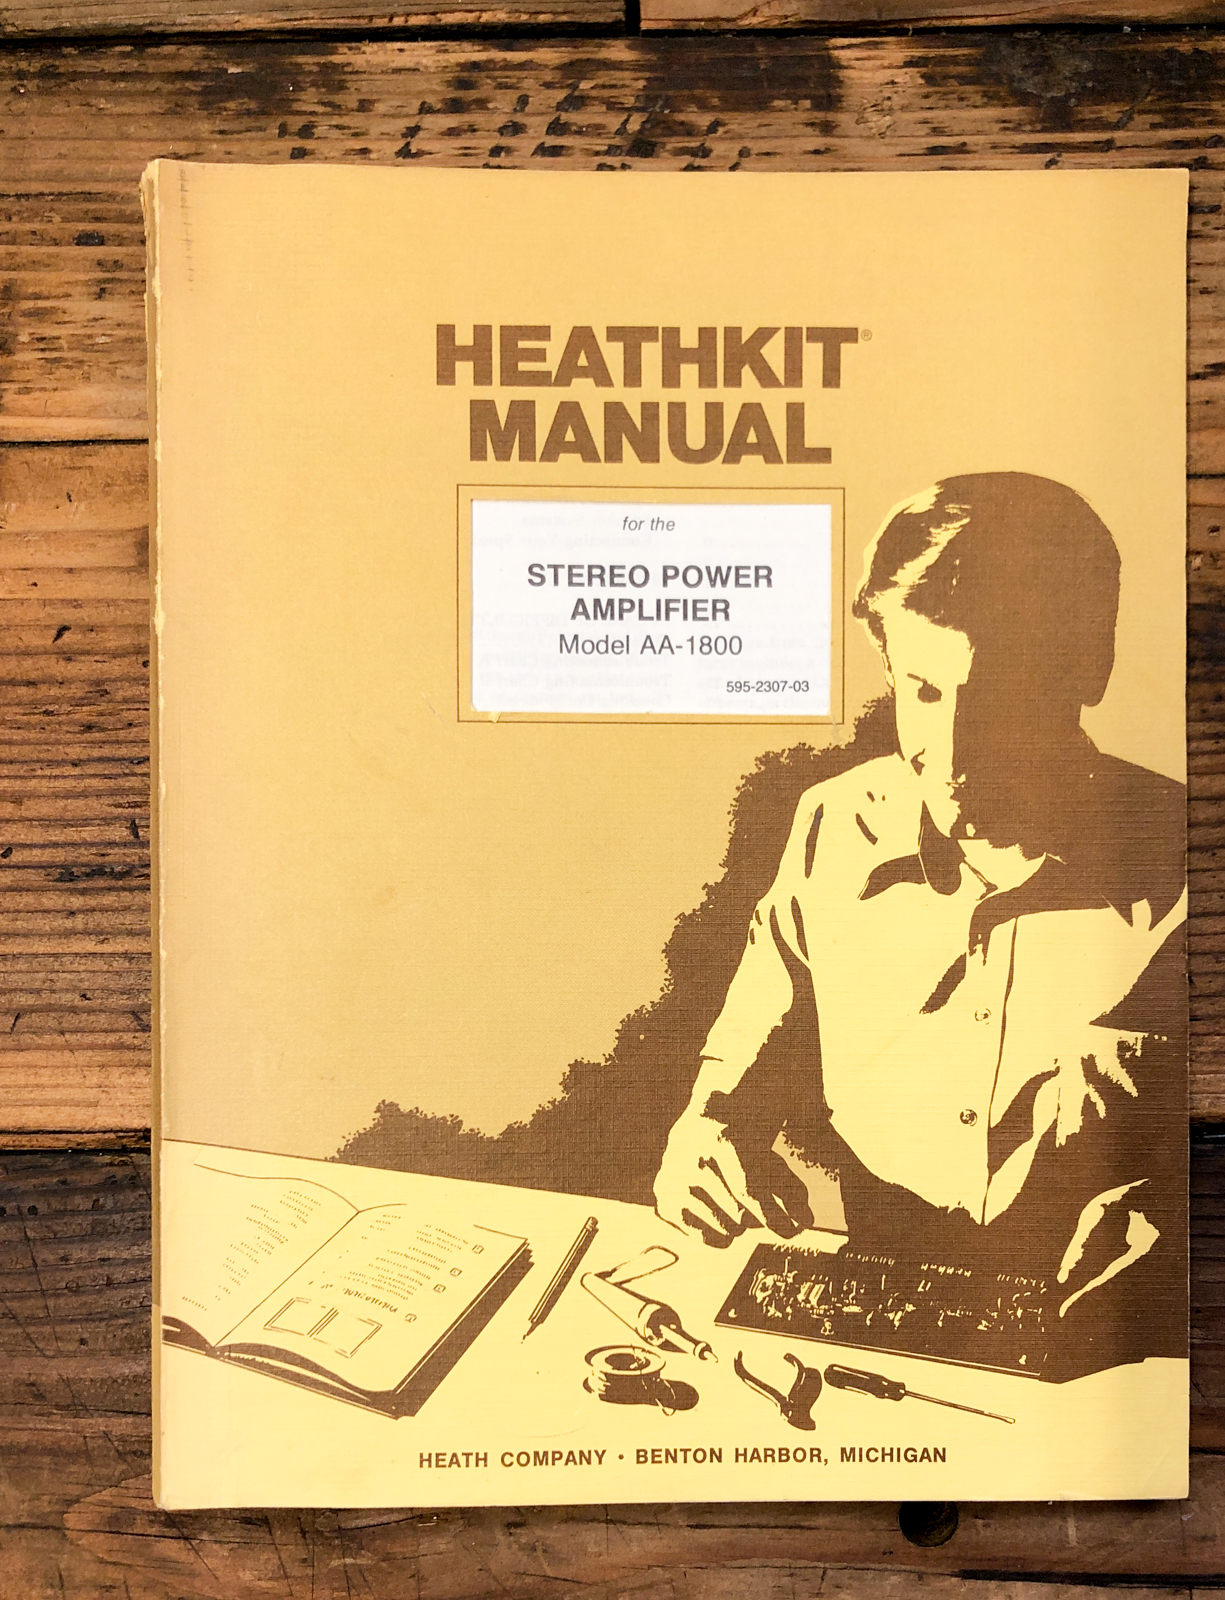 HEATHKIT®
MANUAL
for the
STEREO POWER
AMPLIFIER
Model AA-1800
595-2307-03
HEATH COMPANY • BENTON HARBOR, MICHIGAN